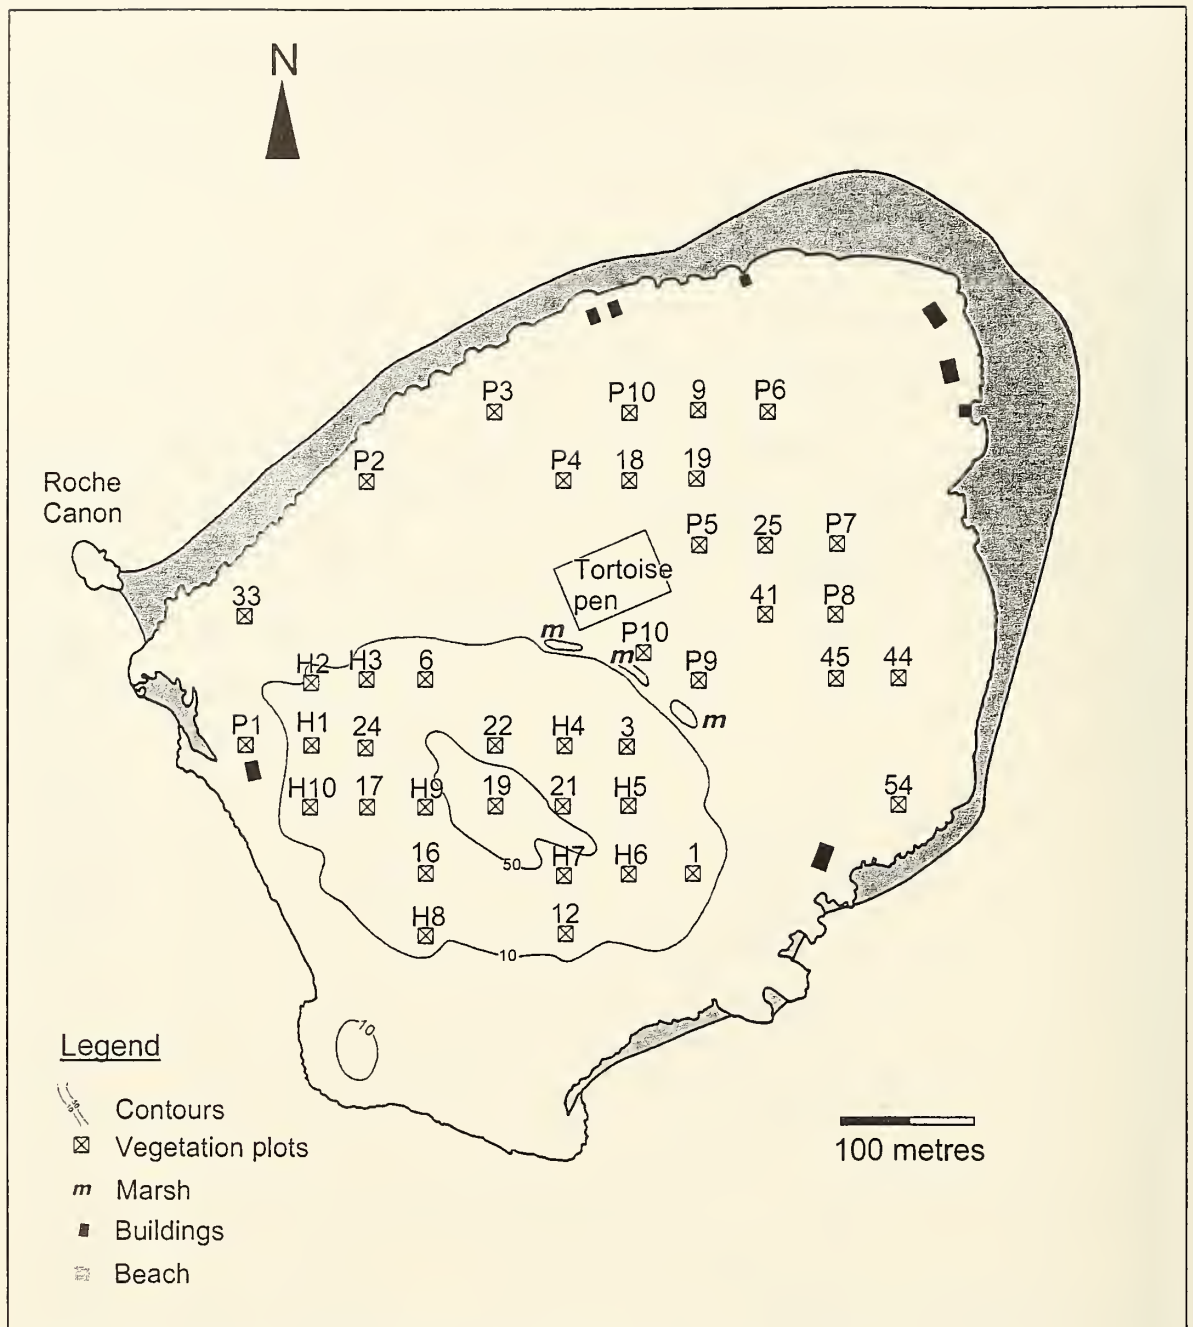 N
P3 P10 9 P6
P2 P4 18 19
Roche
Canon
P5 25 P7
Tortoise
pen
33 41 P8
m P10
m
H2 H3 6 P9 45 44
m
P1 H1 24 22 H4 3
H10 17 H9 19 21 H5 54
16 50 H7 H6 1
H8 12
10
10
Legend
50
10
Contours
Vegetation plots
m Marsh
Buildings
Beach
100 metres